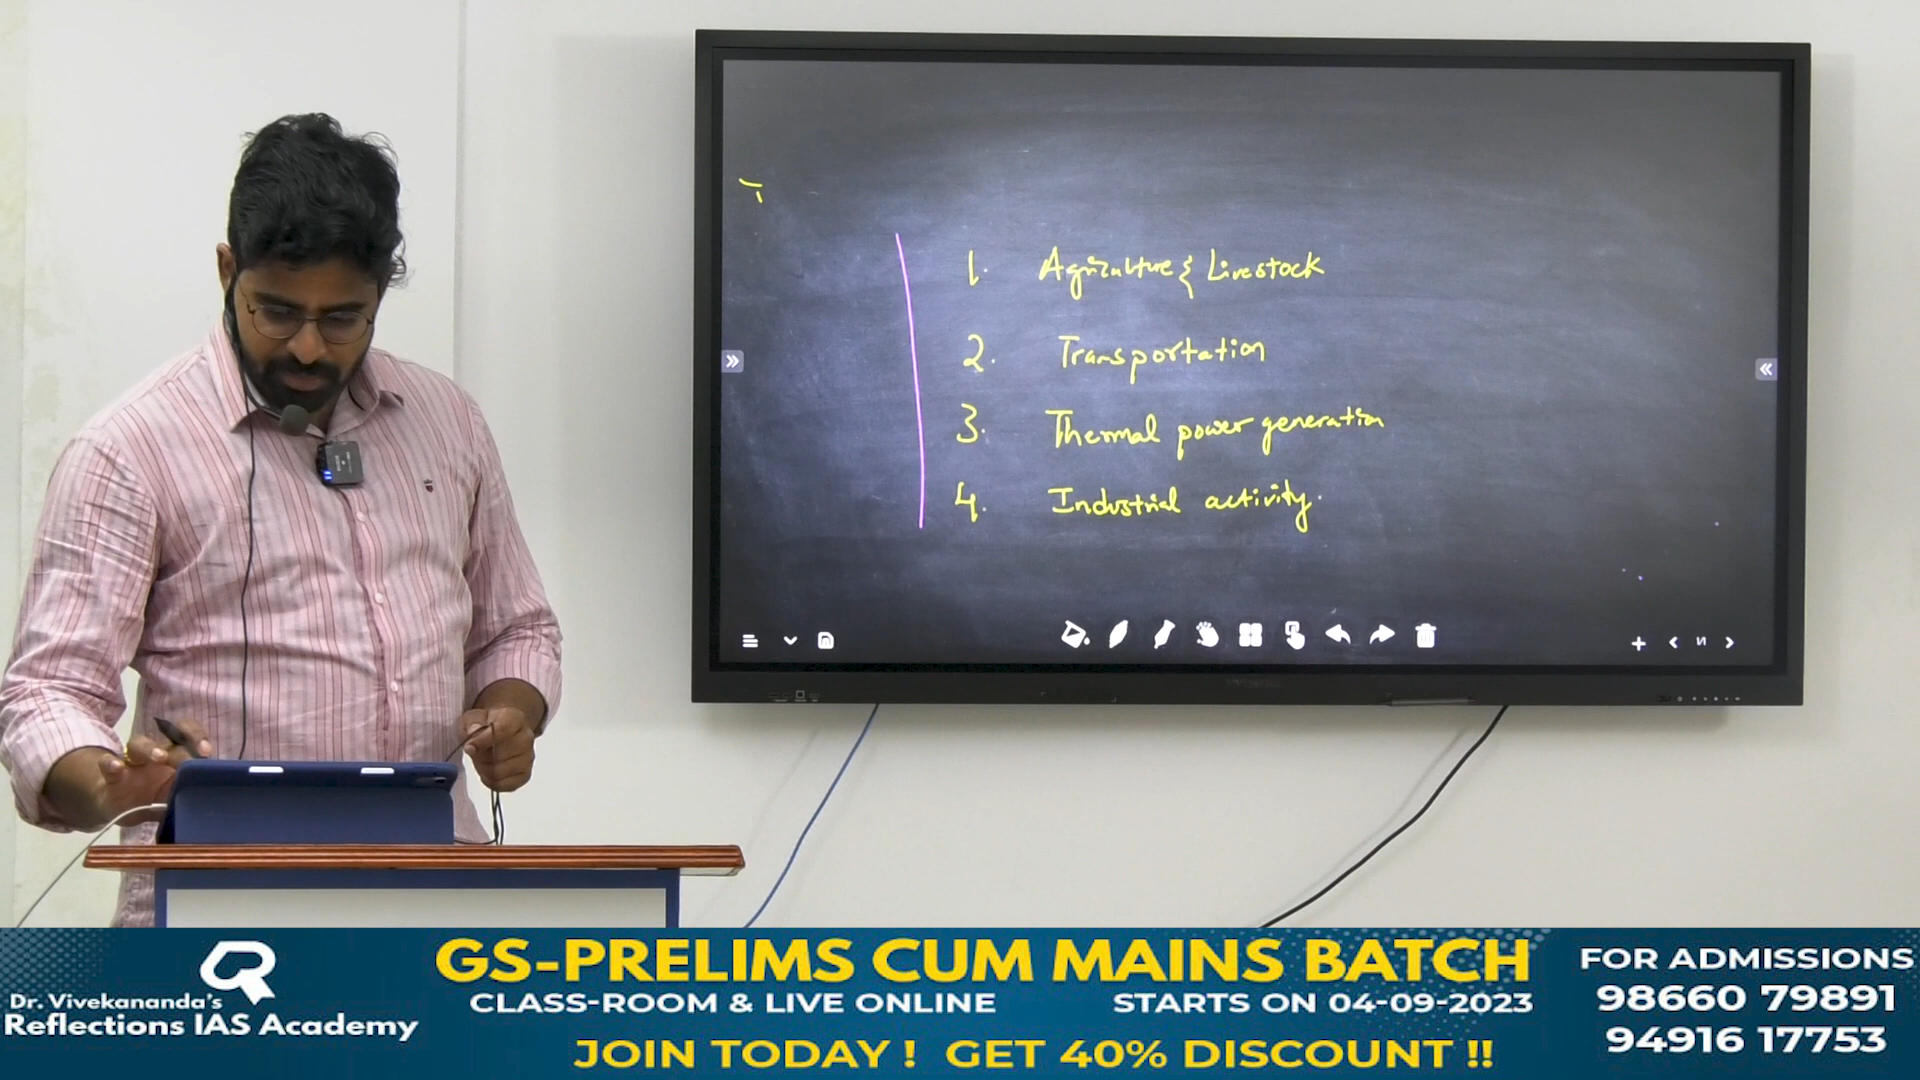 1. Agriculture & Livestock
2. Transportation
3. Thermal power generation
4. Industrial activity.
GS-PRELIMS CUM MAINS BATCH
CLASS-ROOM & LIVE ONLINE STARTS ON 04-09-2023
JOIN TODAY ! GET 40% DISCOUNT !!
Dr. Vivekananda's
Reflections IAS Academy
FOR ADMISSIONS
98660 79891
94916 17753